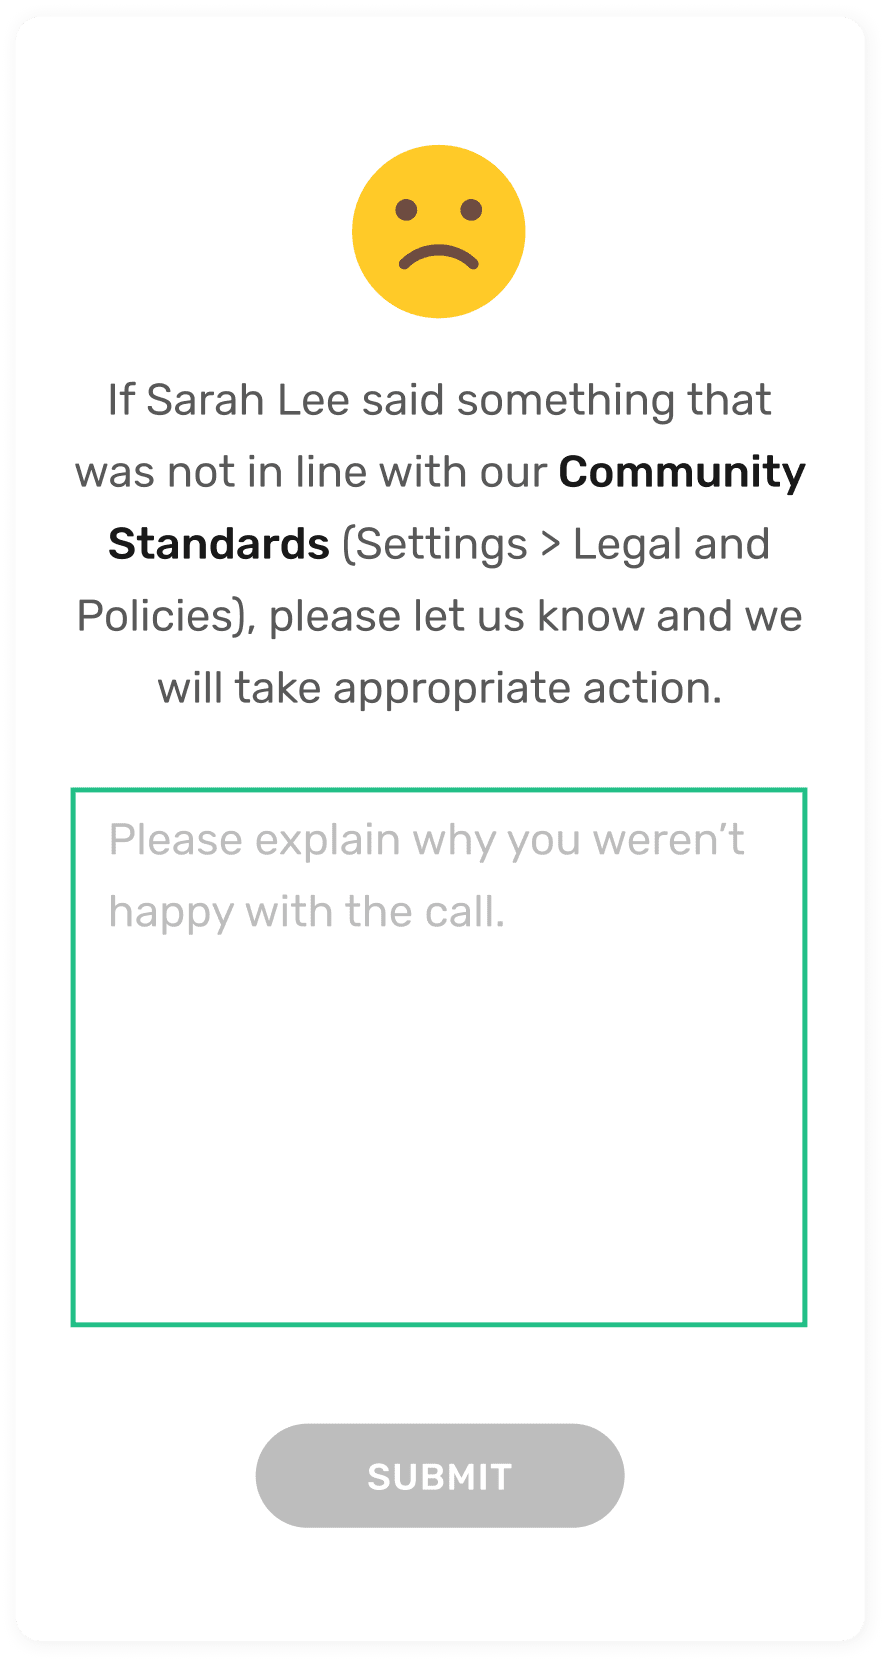 If Sarah Lee said something that
was not in line with our Community
Standards (Settings > Legal and
Policies), please let us know and we
will take appropriate action.
Please explain why you weren’t
happy with the call.
SUBMIT